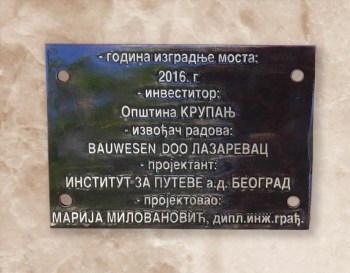 - година изградње моста:
2016. г
- инвеститор:
Општина КРУПАЊ
- извођач радова:
BAUWESEN DOO ЛАЗАРЕВАЦ
- пројектант:
ИНСТИТУТ ЗА ПУТЕВЕ а.д. БЕОГРАД
- пројектовао:
МАРИЈА МИЛОВАНОВИЋ, дипл.инж.грађ.